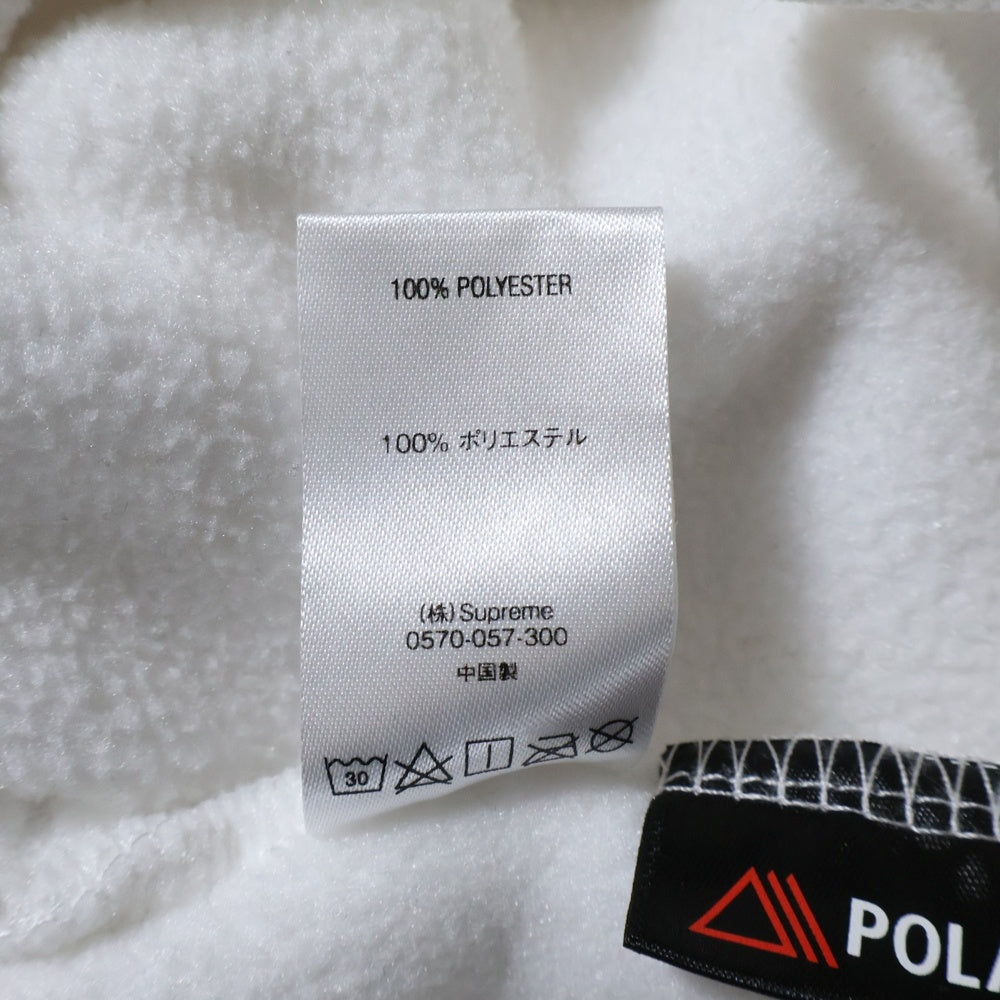 100% POLYESTER
100% ポリエステル
(株)Supreme
0570-057-300
中国製
30
POLA